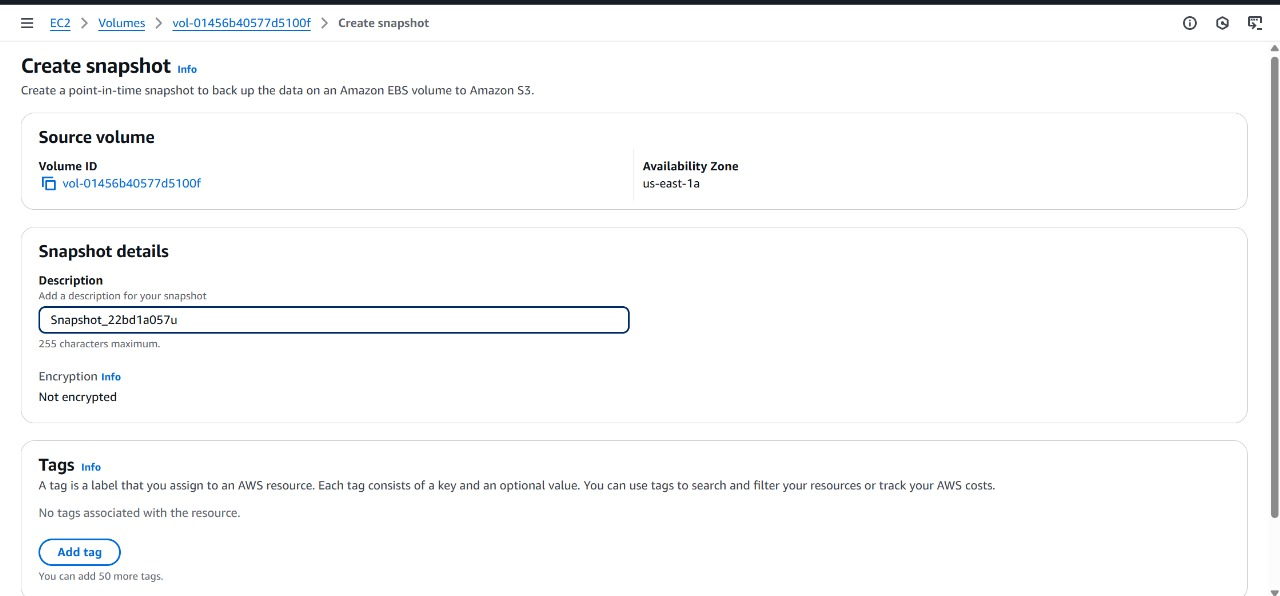 EC2 > Volumes > vol-01456b40577d5100f > Create snapshot
Create snapshot Info
Create a point-in-time snapshot to back up the data on an Amazon EBS volume to Amazon S3.
Source volume
Volume ID
vol-01456b40577d5100f
Availability Zone
us-east-1a
Snapshot details
Description
Add a description for your snapshot
Snapshot_22bd1a057u
255 characters maximum.
Encryption Info
Not encrypted
Tags Info
A tag is a label that you assign to an AWS resource. Each tag consists of a key and an optional value. You can use tags to search and filter your resources or track your AWS costs.
No tags associated with the resource.
Add tag
You can add 50 more tags.